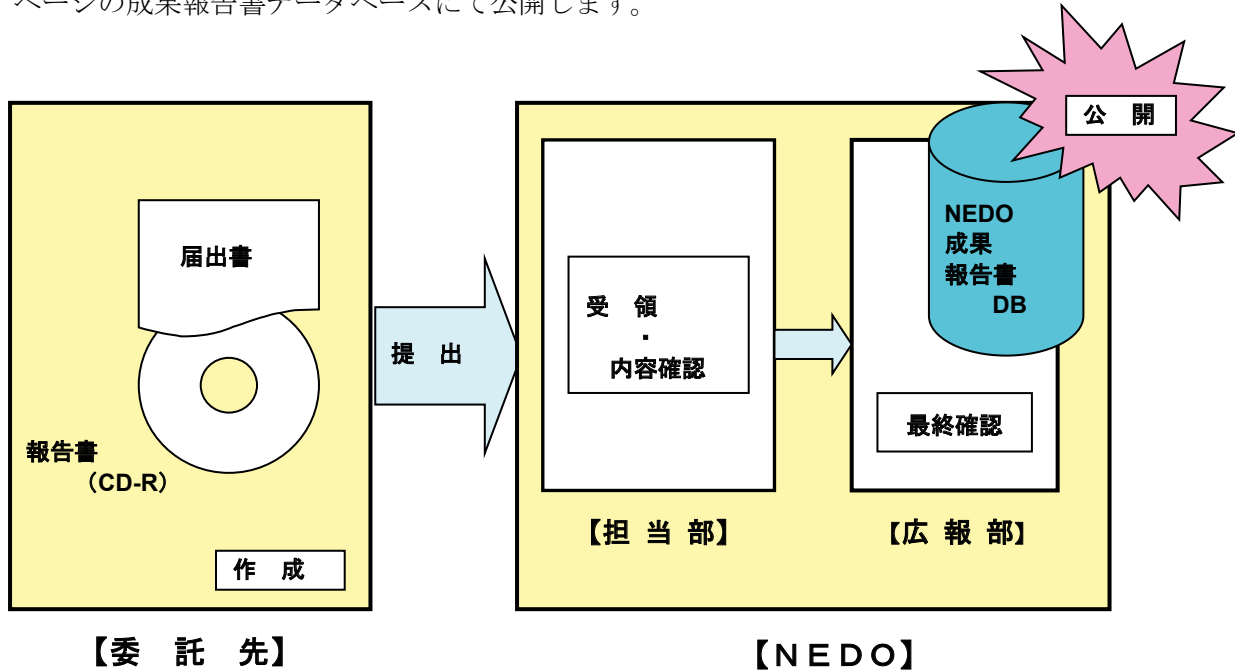 ページの成果報告書データベースにて公開します。
公 開
届出書
報告書
(CD-R)
作 成
【委 託 先】
提 出
受 領
・
内容確認
【担 当 部】
NEDO
成果
報告書
DB
最終確認
【広 報 部】
【NEDO】